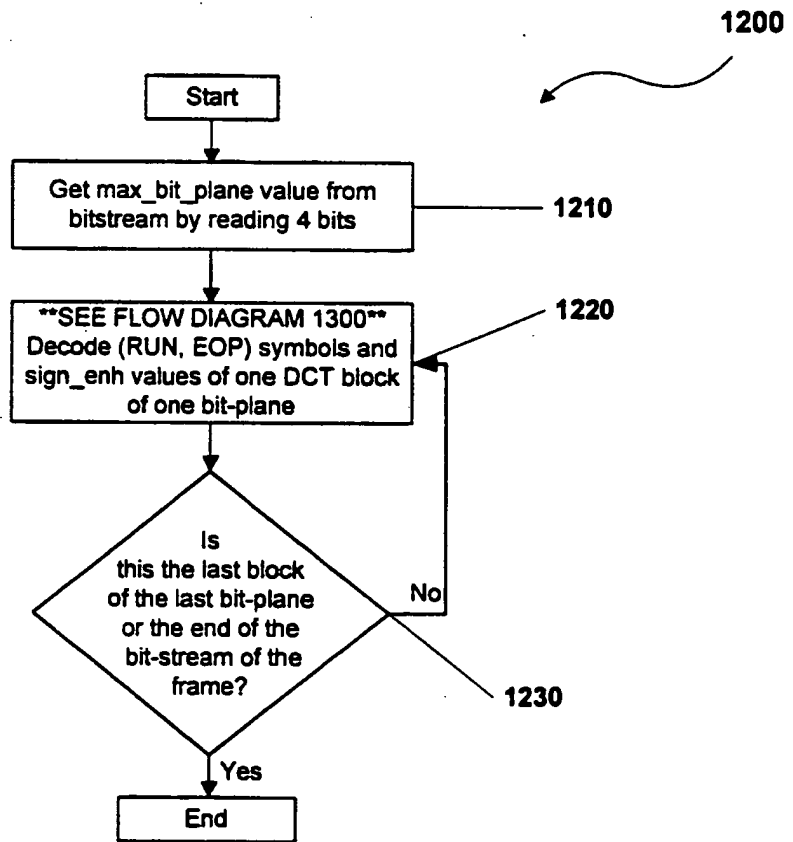 1200
Start
Get max_bit_plane value from
bitstream by reading 4 bits
1210
**SEE FLOW DIAGRAM 1300**
Decode (RUN, EOP) symbols and
sign_enh values of one DCT block
of one bit-plane
1220
Is
this the last block
of the last bit-plane
or the end of the
bit-stream of the
frame?
No
1230
Yes
End